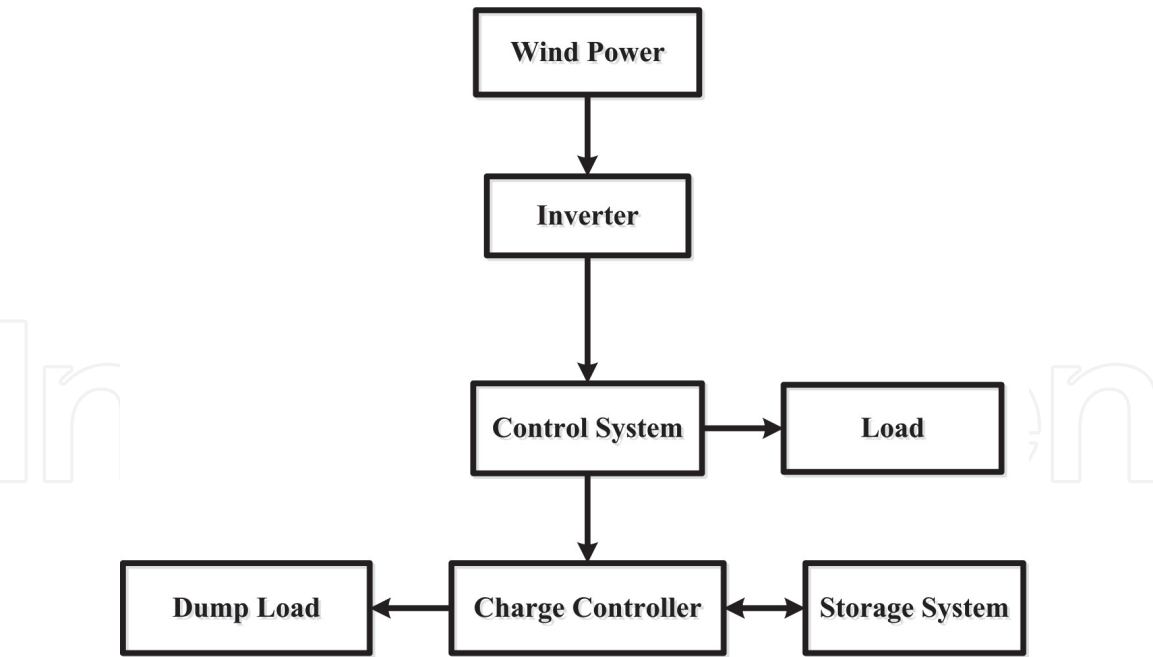 Wind Power
Inverter
Control System
Load
Dump Load
Charge Controller
Storage System